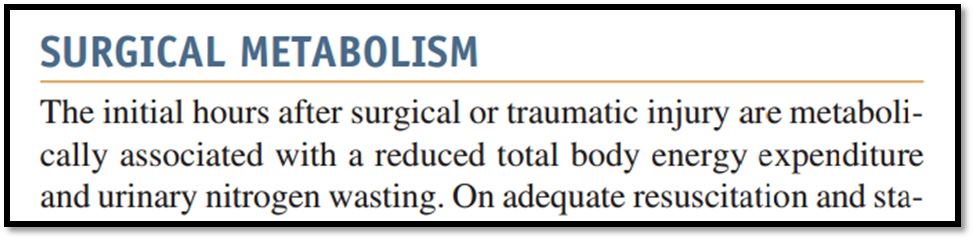 SURGICAL METABOLISM
The initial hours after surgical or traumatic injury are metaboli-
cally associated with a reduced total body energy expenditure
and urinary nitrogen wasting. On adequate resuscitation and sta-